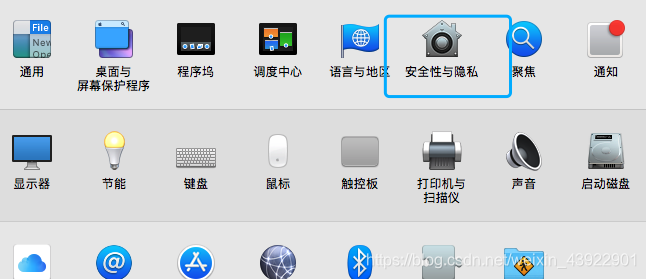 File
New
Ope
通用
桌面与
屏幕保护程序
程序坞
调度中心
语言与地区
安全性与隐私
聚焦
通知
显示器
节能
键盘
鼠标
触控板
打印机与
扫描仪
声音
启动磁盘
https://blog.csdn.net/weixin_43922901